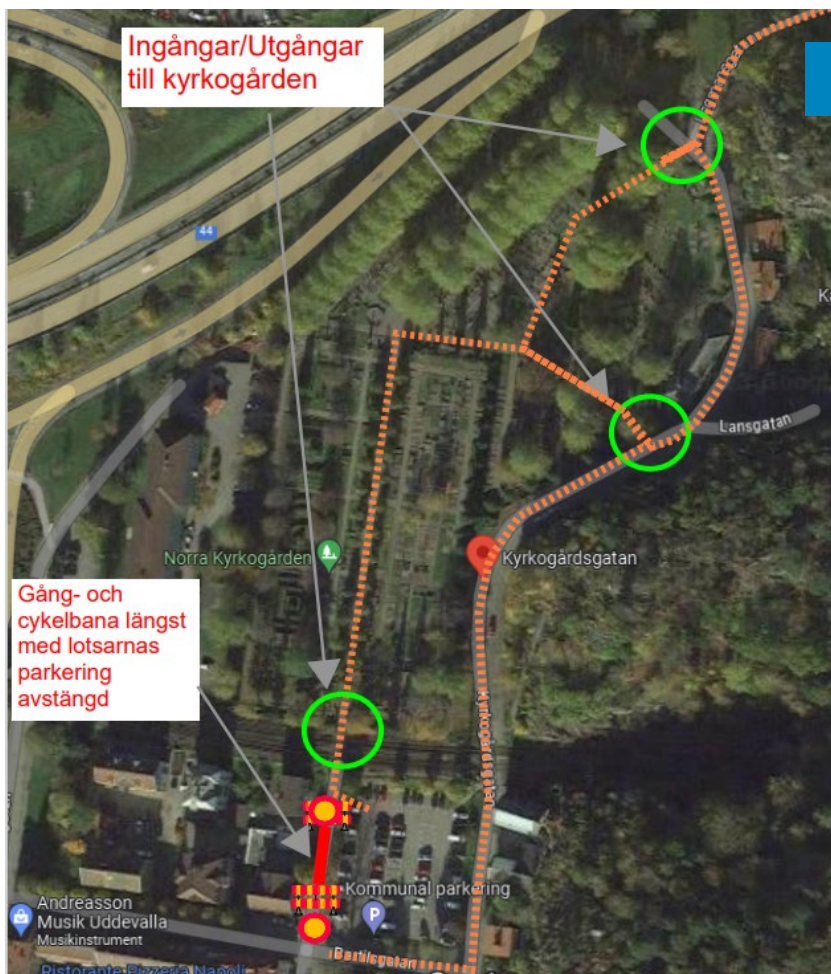 Ingångar/Utgångar
till kyrkogården
44
Lansgatan
Norra Kyrkogården
Kyrkogårdsgatan
Gång- och
cykelbana längst
med lotsarnas
parkering
avstängd
Kyrkogårdsgatan
Kommunal parkering
P
Andreasson
Musik Uddevalla
Musikinstrument
Bertilsgatan
Ristorante Pizzeria Napoli